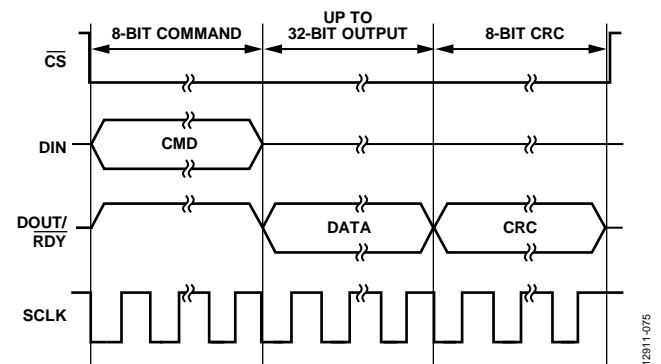 8-BIT COMMAND
UP TO
32-BIT OUTPUT
8-BIT CRC
CS
DIN
CMD
DOUT/
RDY
DATA
CRC
SCLK
12911-075